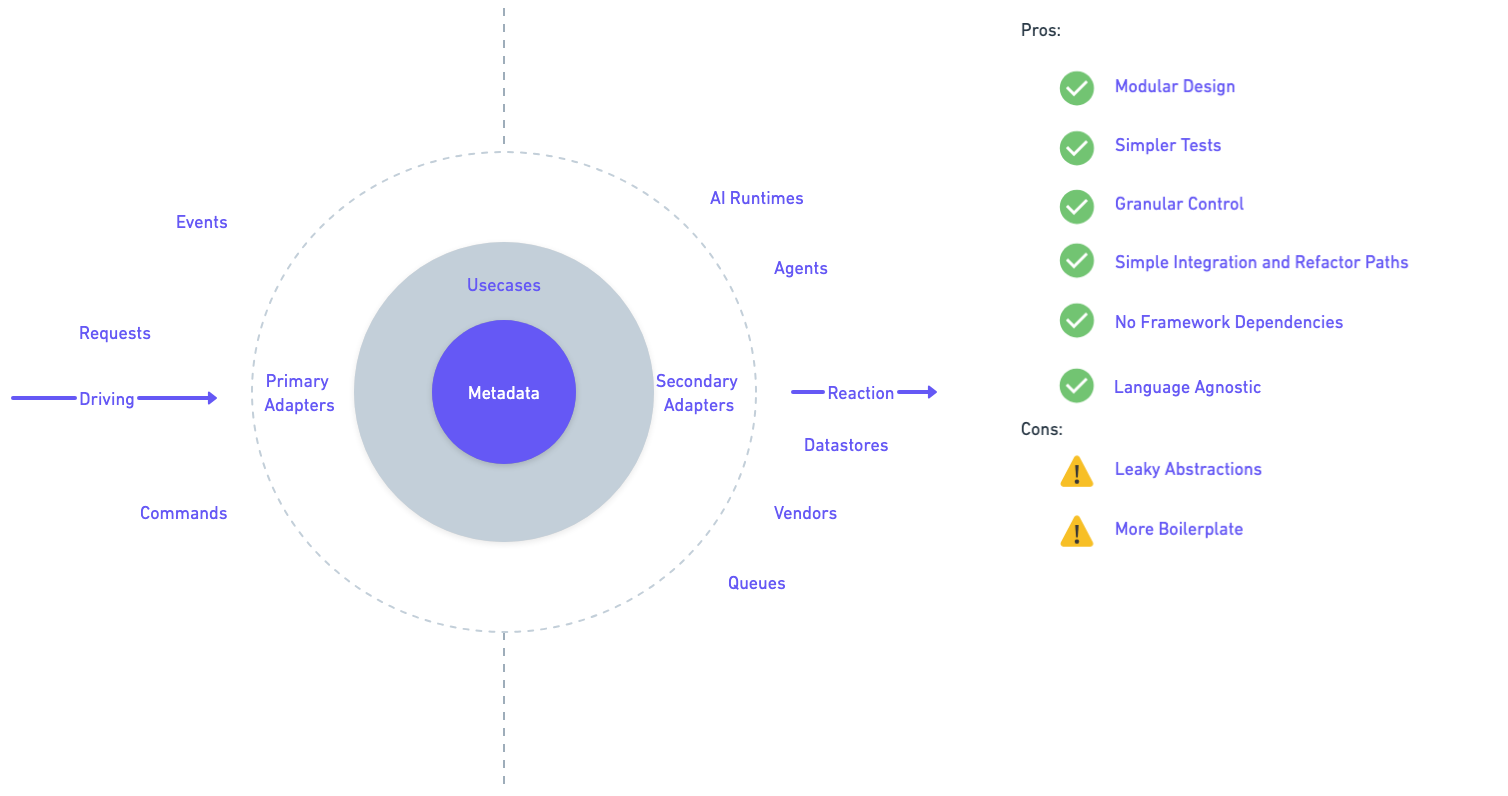 Events
Requests
Driving
Commands
Primary
Adapters
Usecases
Metadata
Secondary
Adapters
AI Runtimes
Agents
Reaction
Datastores
Vendors
Queues
Pros:
Modular Design
Simpler Tests
Granular Control
Simple Integration and Refactor Paths
No Framework Dependencies
Language Agnostic
Cons:
Leaky Abstractions
More Boilerplate